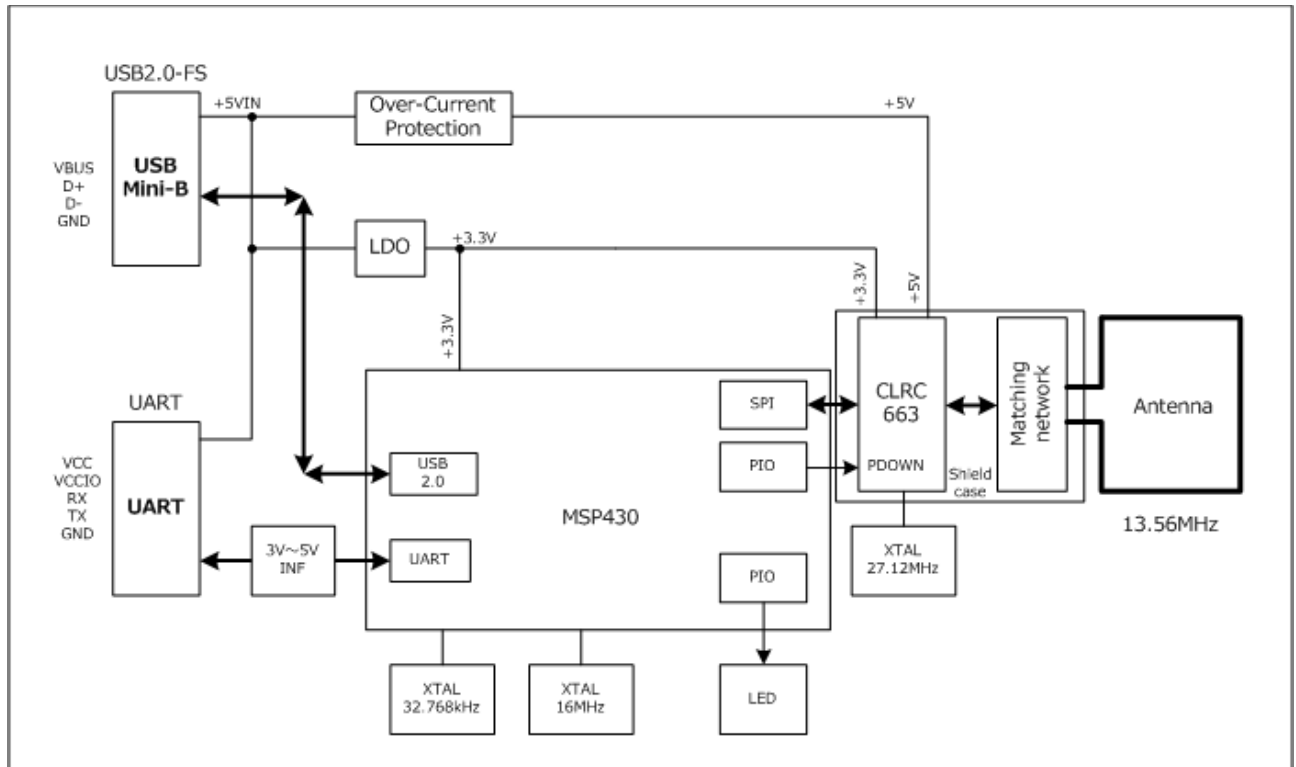 USB2.0-FS
+5VIN
Over-Current
Protection
+5V
VBUS
D+
D-
GND
USB
Mini-B
LDO
+3.3V
+3.3V
+3.3V
+5V
UART
VCC
VCCIO
RX
TX
GND
UART
3V～5V
INF
USB
2.0
UART
MSP430
SPI
PIO
PIO
CLRC
663
PDOWN
Shield
case
Matching
network
Antenna
13.56MHz
XTAL
27.12MHz
XTAL
32.768kHz
XTAL
16MHz
LED